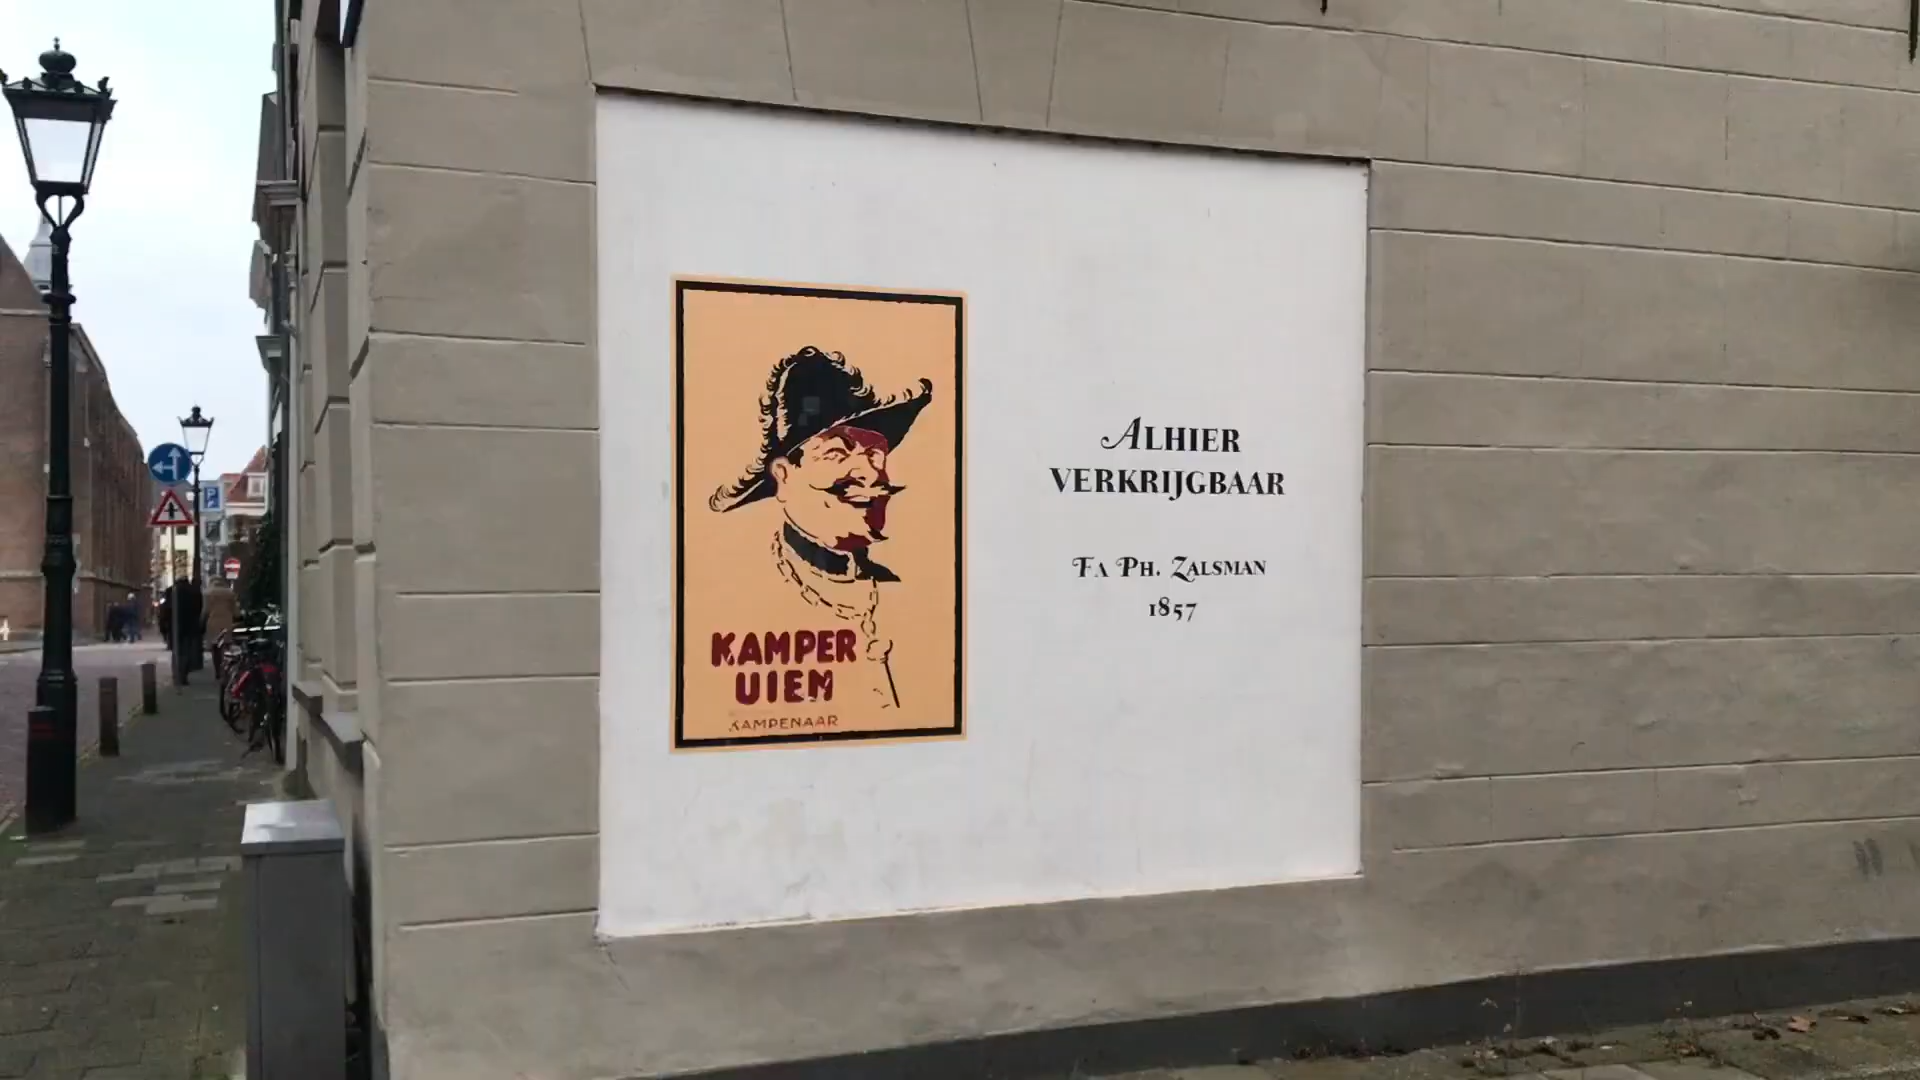 KAMPER
UIEN
KAMPENAAR
ALHIER
VERKRIJGBAAR
FA PH. ZALSMAN
1857
P